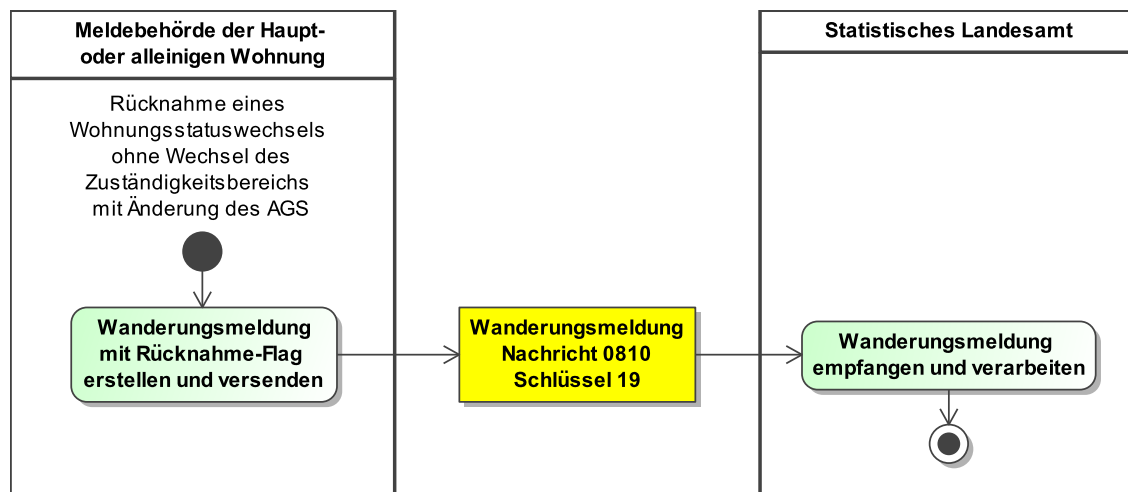 Meldebehörde der Haupt-
oder alleinigen Wohnung
Statistisches Landesamt
Rücknahme eines
Wohnungsstatuswechsels
ohne Wechsel des
Zuständigkeitsbereichs
mit Änderung des AGS
Wanderungsmeldung
mit Rücknahme-Flag
erstellen und versenden
Wanderungsmeldung
Nachricht 0810
Schlüssel 19
Wanderungsmeldung
empfangen und verarbeiten